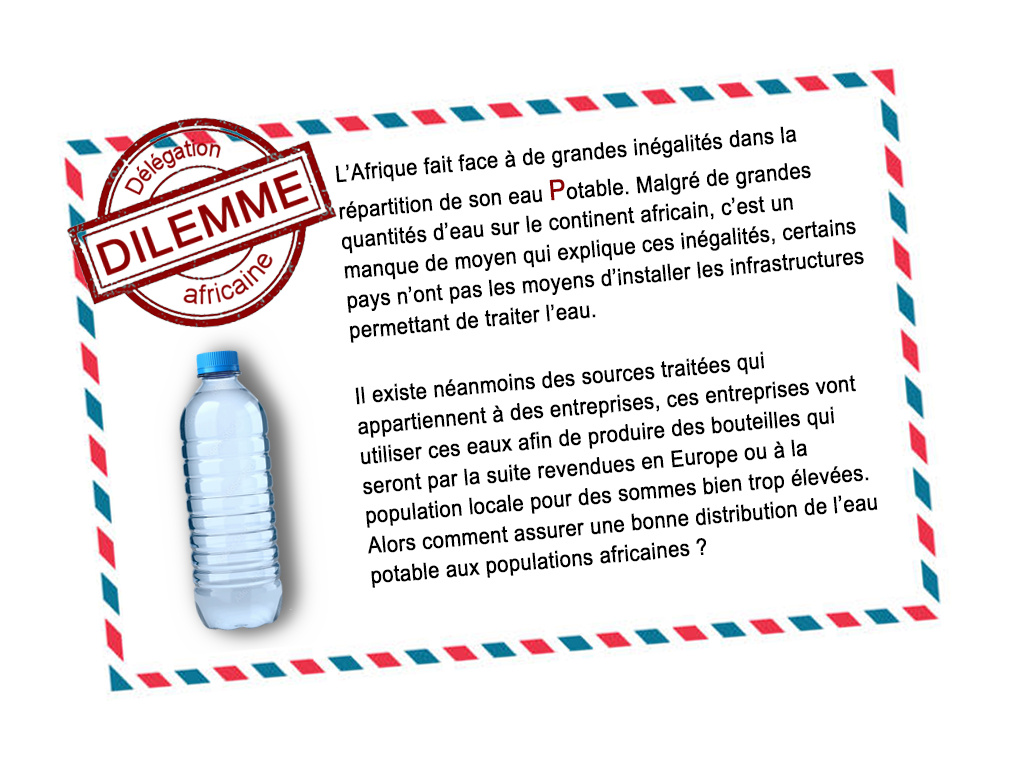 Délégation
DILEMME
africaine
L'Afrique fait face à de grandes inégalités dans la
répartition de son eau Potable. Malgré de grandes
quantités d'eau sur le continent africain, c'est un
manque de moyen qui explique ces inégalités, certains
pays n'ont pas les moyens d'installer les infrastructures
permettant de traiter l'eau.
Il existe néanmoins des sources traitées qui
appartiennent à des entreprises, ces entreprises vont
utiliser ces eaux afin de produire des bouteilles qui
seront par la suite revendues en Europe ou à la
population locale pour des sommes bien trop élevées.
Alors comment assurer une bonne distribution de l'eau
potable aux populations africaines ?